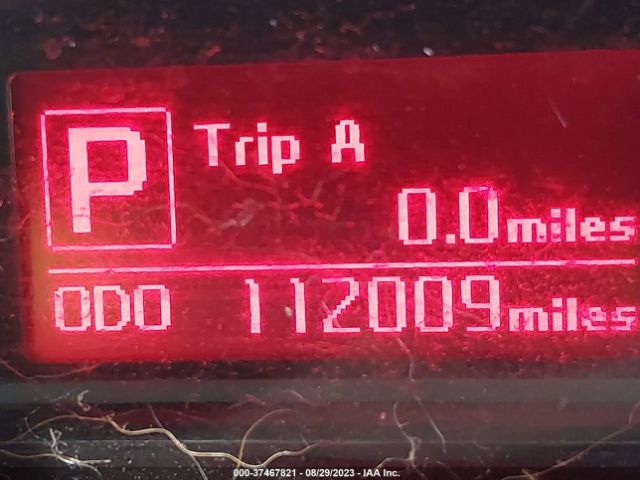 P
Trip A
0.0 miles
ODO 112009 miles
000-37467821 - 08/29/2023 - IAA Inc.